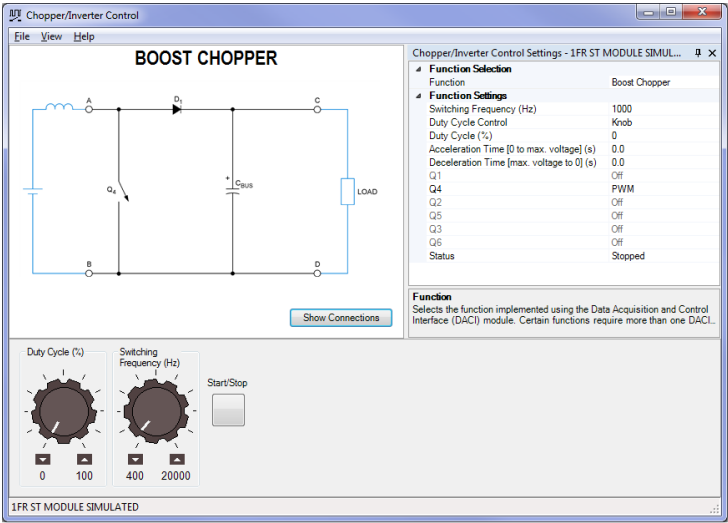 Chopper/Inverter Control
File View Help
BOOST CHOPPER
A
D1
C
Q4
+
CBUS
LOAD
B
D
Show Connections
Chopper/Inverter Control Settings - 1FR ST MODULE SIMUL...
Function Selection
Function Boost Chopper
Function Settings
Switching Frequency (Hz) 1000
Duty Cycle Control Knob
Duty Cycle (%) 0
Acceleration Time [0 to max. voltage] (s) 0.0
Deceleration Time [max. voltage to 0] (s) 0.0
Q1 Off
Q4 PWM
Q2 Off
Q5 Off
Q3 Off
Q6 Off
Status Stopped
Function
Selects the function implemented using the Data Acquisition and Control
Interface (DACI) module. Certain functions require more than one DACI...
Duty Cycle (%)
0 100
Switching
Frequency (Hz)
400 20000
Start/Stop
1FR ST MODULE SIMULATED